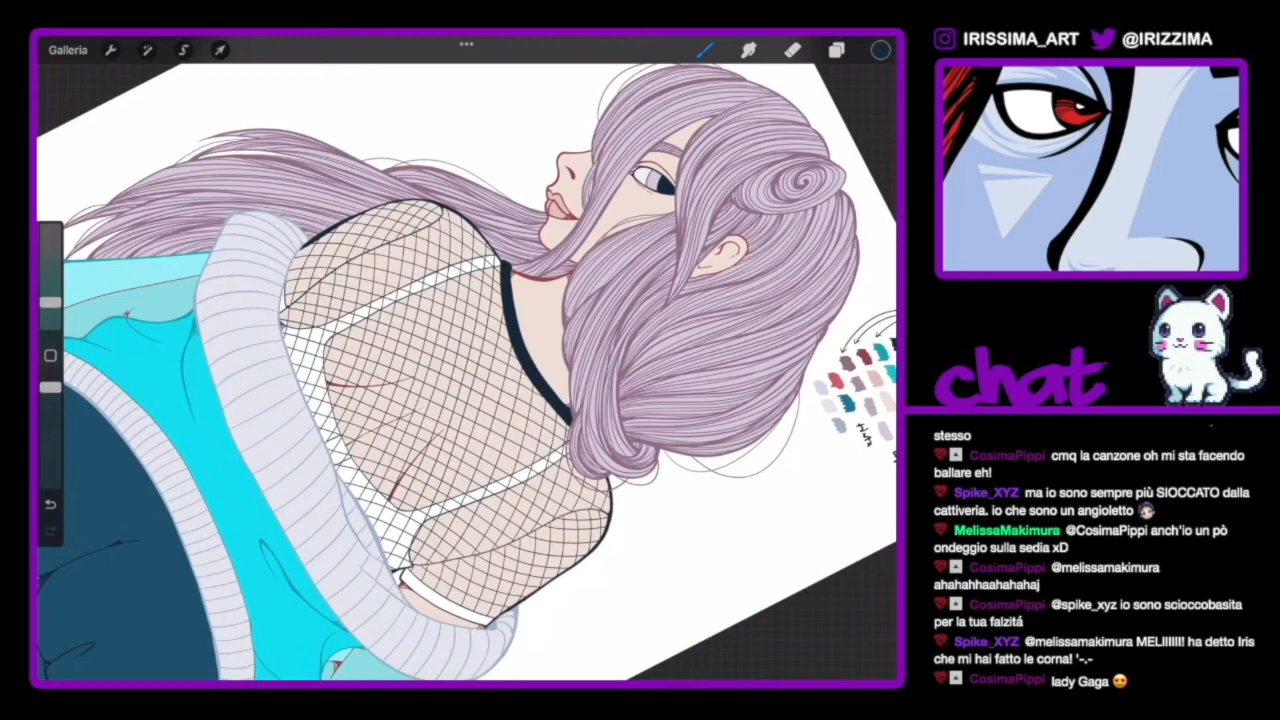 Galleria
IRISSIMA_ART @IRIZZIMA
chat
stesso
CosimaPippi cmq la canzone oh mi sta facendo
ballare eh!
Spike_XYZ ma io sono sempre più SIOCCATO dalla
cattiveria. io che sono un angioletto
MelissaMakimura @CosimaPippi anch'io un pò
ondeggio sulla sedia xD
CosimaPippi @melissamakimura
ahahahhaahahahaj
CosimaPippi @spike_xyz io sono scioccobasita
per la tua falzitá
Spike_XYZ @melissamakimura MELIIIIII! ha detto Iris
che mi hai fatto le corna! '-.-
CosimaPippi lady Gaga